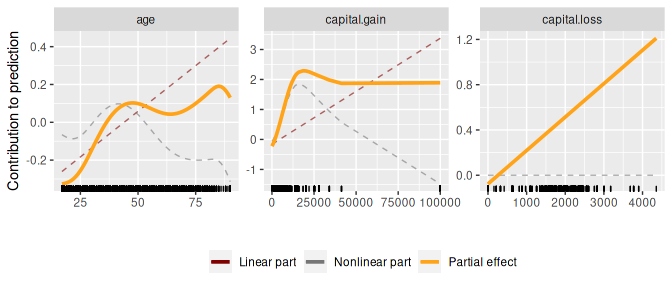 age
capital.gain
capital.loss
Contribution to prediction
0.4
0.2
0.0
-0.2
3
2
1
0
-1
1.2
0.8
0.4
0.0
25 50 75
0 25000 50000 75000 100000
0 1000 2000 3000 4000
Linear part Nonlinear part Partial effect